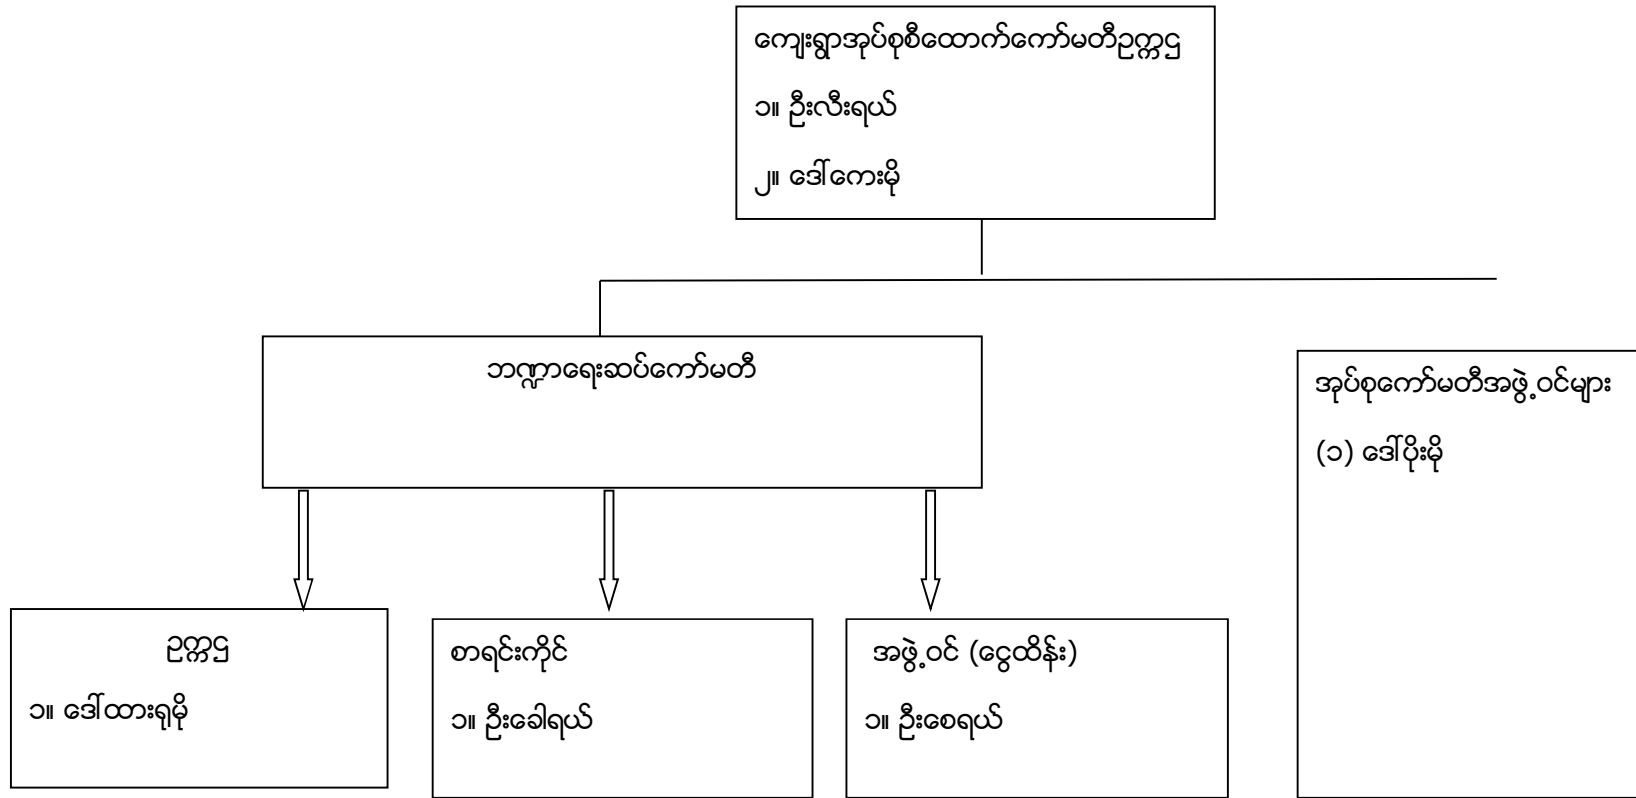 ကျေးရွာအုပ်စုစီထောက်ကော်မတီဥက္ကဌ
၁။ ဦးလီးရယ်
၂။ ဒေါ်ကေးမို
ဘဏ္ဍာရေးဆပ်ကော်မတီ
အုပ်စုကော်မတီအဖွဲ့ဝင်များ
(၁) ဒေါ်ပိုးမို
ဥက္ကဌ
၁။ ဒေါ်ထားရုမို
စာရင်းကိုင်
၁။ ဦးခေါရယ်
အဖွဲ့ဝင် (ငွေထိန်း)
၁။ ဦးစေရယ်